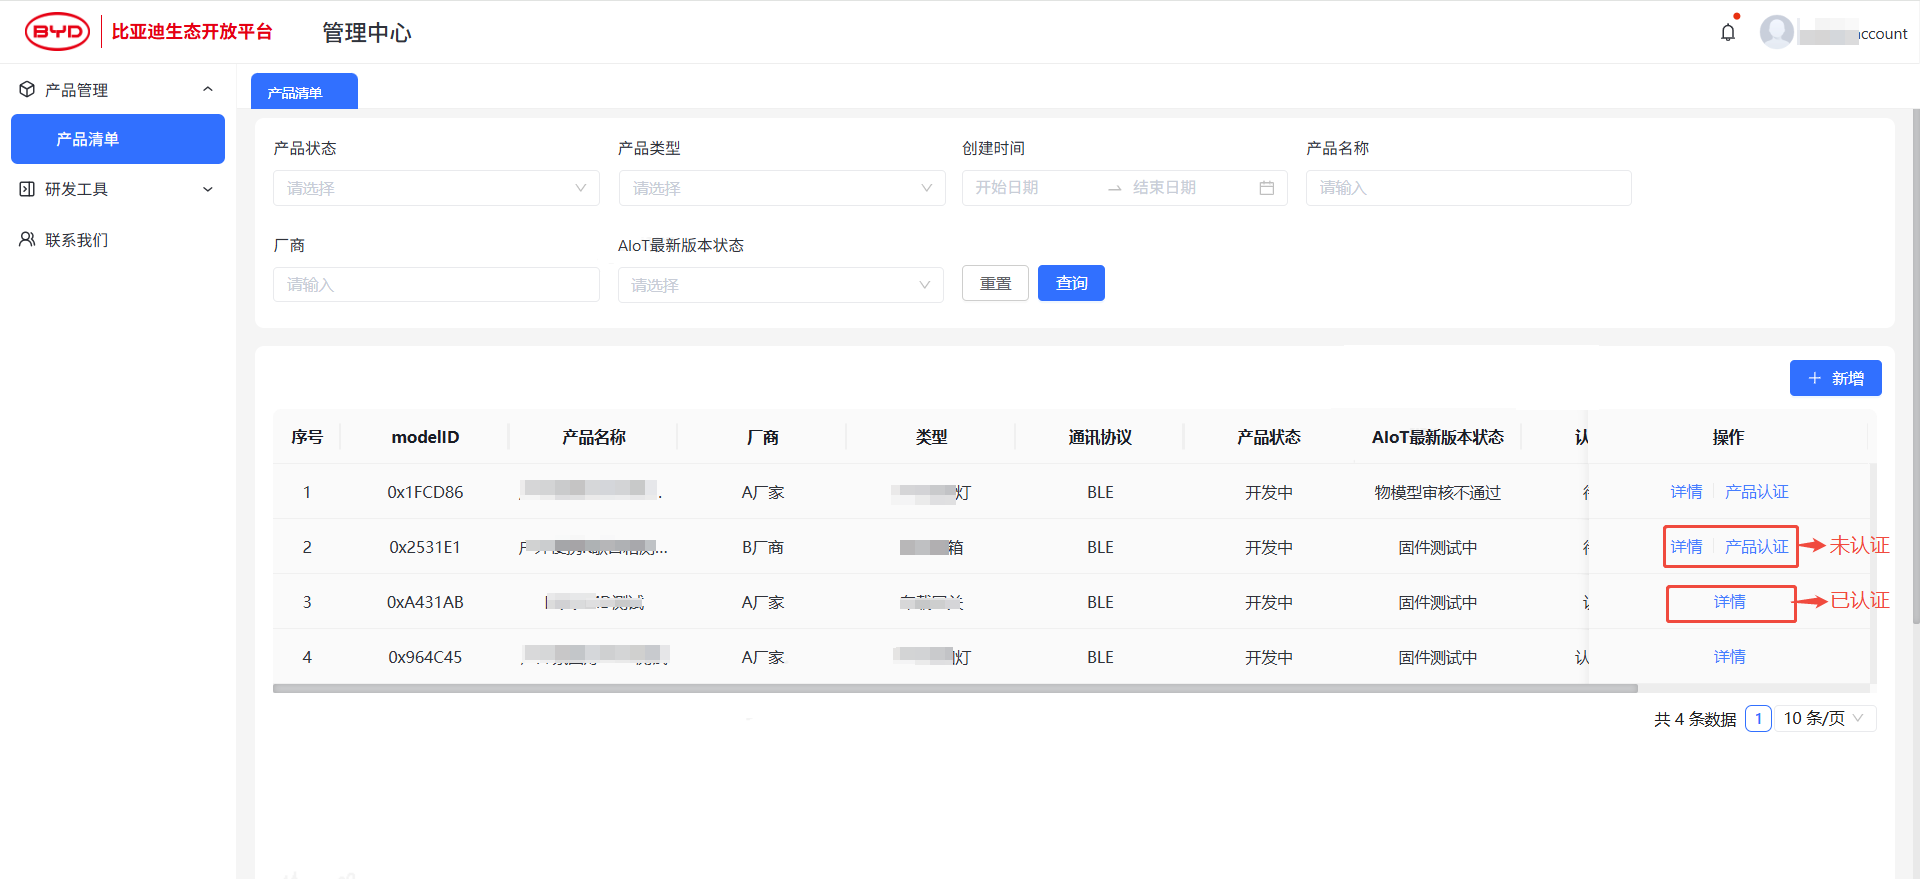 BYD 比亚迪生态开放平台 管理中心 account
产品管理
产品清单
研发工具
联系我们
产品清单
产品状态 产品类型 创建时间 产品名称
请选择 请选择 开始日期 → 结束日期 请输入
厂商 AIoT最新版本状态
请输入 请选择 重置 查询
+ 新增
序号 modelID 产品名称 厂商 类型 通讯协议 产品状态 AIoT最新版本状态 认 操作
1 0x1FCD86 A厂家 灯 BLE 开发中 物模型审核不通过 详情 产品认证
2 0x2531E1 B厂商 箱 BLE 开发中 固件测试中 详情 产品认证 未认证
3 0xA431AB 测试 A厂家 BLE 开发中 固件测试中 详情 已认证
4 0x964C45 A厂家 灯 BLE 开发中 固件测试中 认 详情
共 4 条数据 1 10 条/页